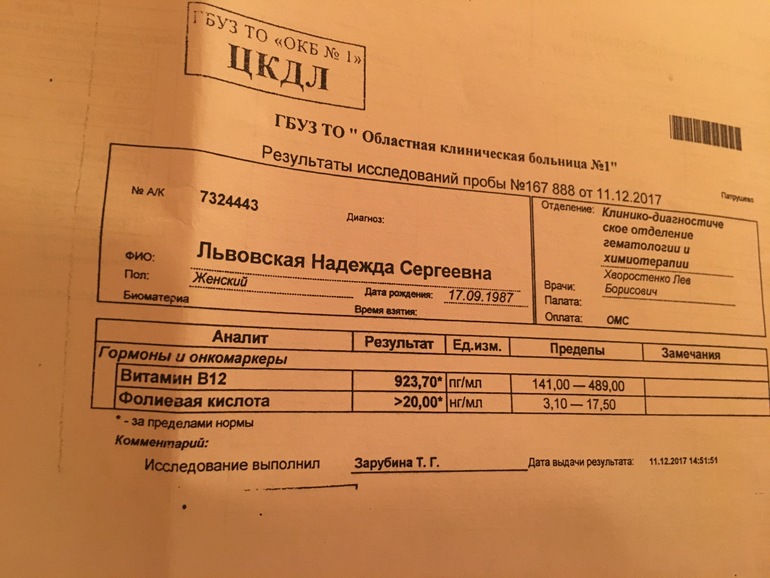 ГБУЗ ТО «ОКБ № 1»
ЦКДЛ
ГБУЗ ТО " Областная клиническая больница №1"
Результаты исследований пробы №167 888 от 11.12.2017
Патрушево
№ А/К 7324443
Диагноз:
ФИО: Львовская Надежда Сергеевна
Пол: Женский
Дата рождения: 17.09.1987
Биоматериа
Время взятия:
Отделение: Клинико-диагностиче
ское отделение
гематологии и
химиотерапии
Хворостенко Лев
Врачи: Борисович
Палата:
Оплата: ОМС
Аналит Результат Ед.изм. Пределы Замечания
Гормоны и онкомаркеры
Витамин В12 923,70* пг/мл 141,00 — 489,00
Фолиевая кислота >20,00* нг/мл 3,10 — 17,50
* - за пределами нормы
Комментарий:
Исследование выполнил Зарубина Т. Г. Дата выдачи результата: 11.12.2017 14:51:51